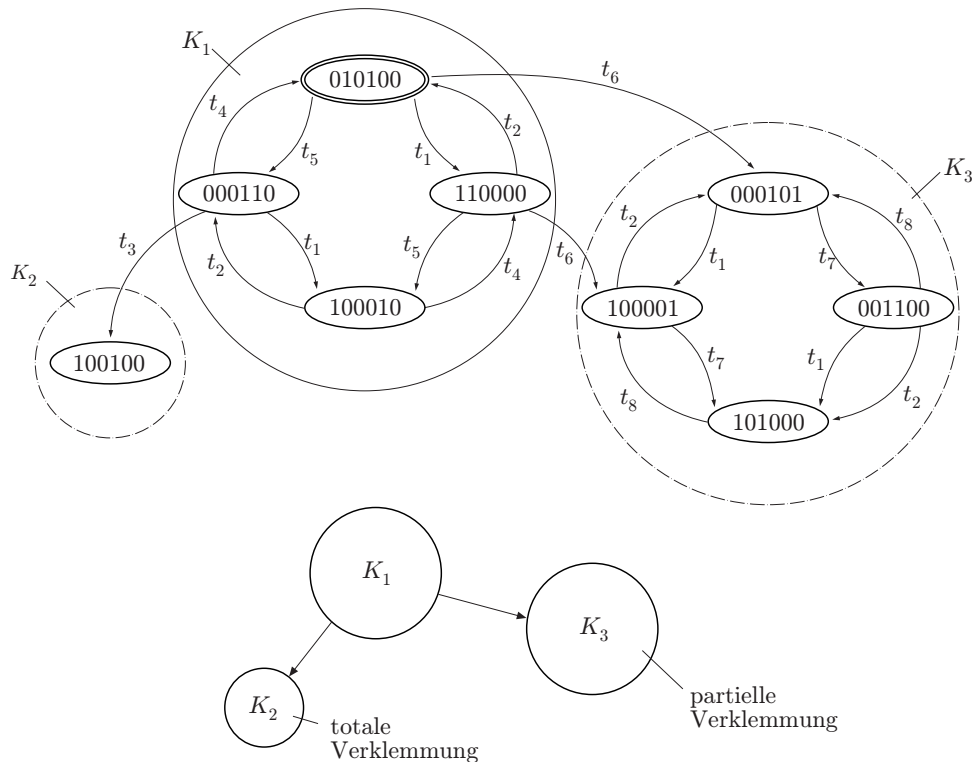 K₁
010100
t₆
t₄
t₅
t₁
t₂
000110
110000
000101
K₃
t₃
t₁
t₂
t₅
t₄
t₆
t₂
t₁
t₇
t₈
K₂
100010
100001
001100
100100
t₇
t₈
t₁
t₂
101000
K₁
K₃
K₂
partielle
Verklemmung
totale
Verklemmung